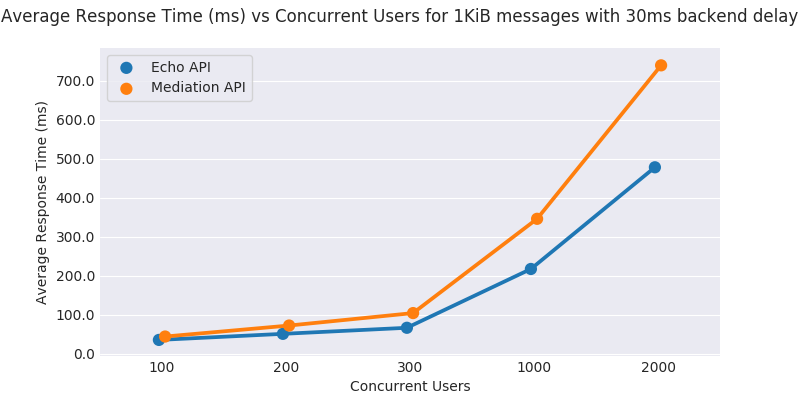 Average Response Time (ms) vs Concurrent Users for 1KiB messages with 30ms backend delay
Echo API
Mediation API
700.0
600.0
500.0
400.0
300.0
200.0
100.0
0.0
Average Response Time (ms)
100 200 300 1000 2000
Concurrent Users